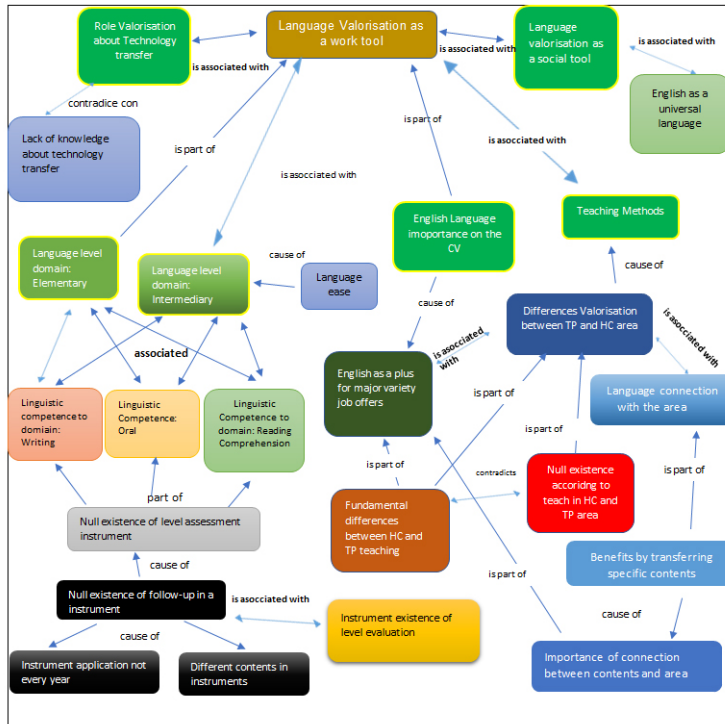 Role Valorisation
about Technology
transfer
Language Valorisation as
a work tool
Language
valorisation as
a social tool
is associated with
is associated with
is associated with
English as a
universal
language
contradice con
Lack of knowledge
about technology
transfer
is part of
is part of
is asocciated with
is asocciated with
Language level
domain:
Elementary
Language level
domain:
Intermediary
cause of
Language
ease
English Language
imoportance on the
CV
Teaching Methods
cause of
cause of
Differences Valorisation
between TP and HC area
is asocciated
with
is asocciated
with
associated
English as a plus
for major variety
job offers
Language connection
with the area
Linguistic
competence to
domain:
Writing
Linguistic
Competence:
Oral
Linguistic
Competence to
domain: Reading
Comprehension
is part of
is part of
is part of
is part of
contradicts
part of
Null existence of level assessment
instrument
Fundamental
differences
between HC and
TP teaching
Null existence
accoridng to
teach in HC and
TP area
cause of
Benefits by transferring
specific contents
is part of
Null existence of follow-up in a
instrument
is asocciated with
Instrument existence of
level evaluation
cause of
cause of
Instrument application not
every year
Different contents in
instruments
Importance of connection
between contents and area